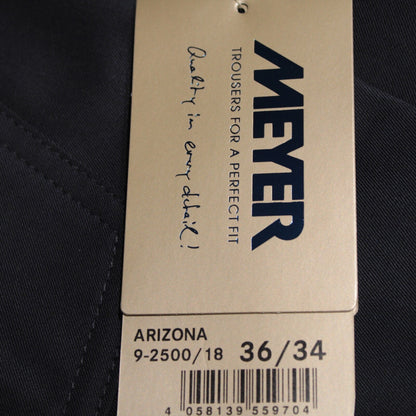 MEYER
TROUSERS FOR A PERFECT FIT
Quality in every detail!
ARIZONA
9-2500/18 36/34
4 058139 559704